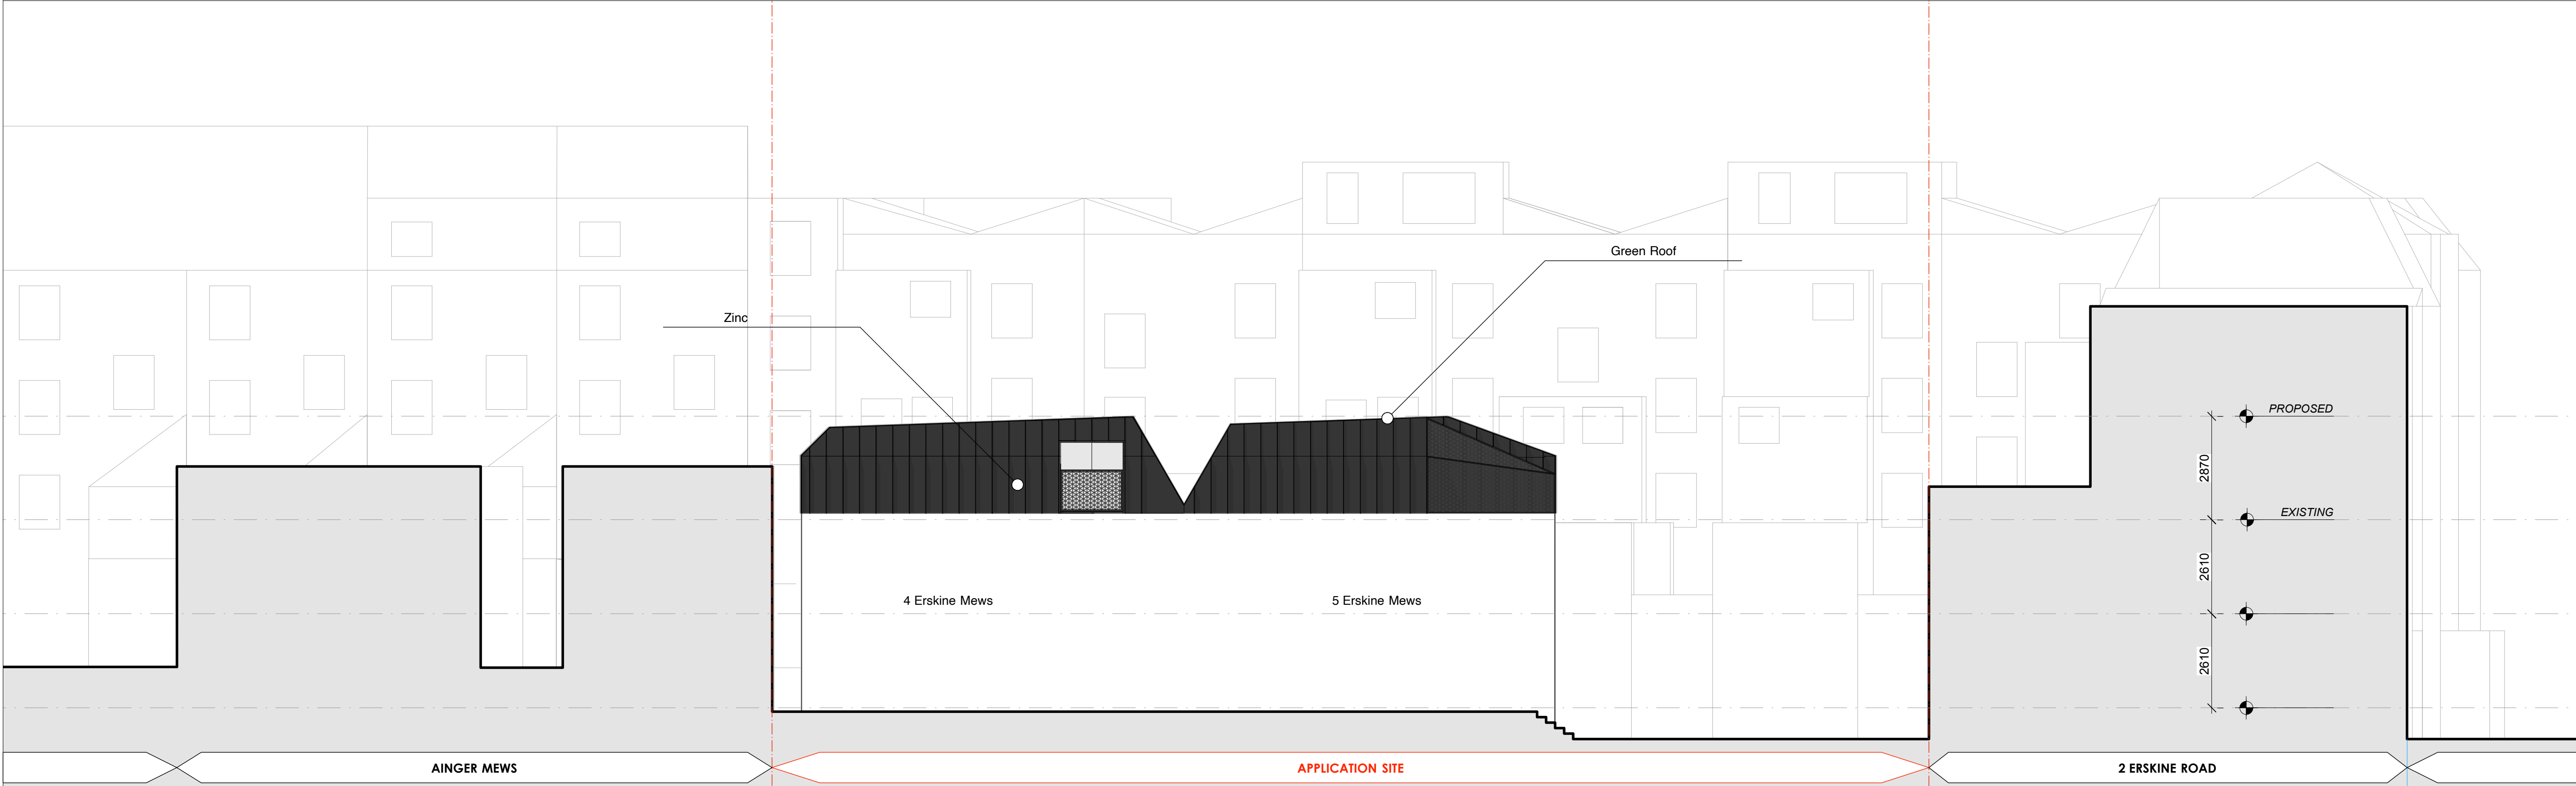 Green Roof
Zinc
PROPOSED
2870
EXISTING
2610
4 Erskine Mews
5 Erskine Mews
2610
AINGER MEWS
APPLICATION SITE
2 ERSKINE ROAD